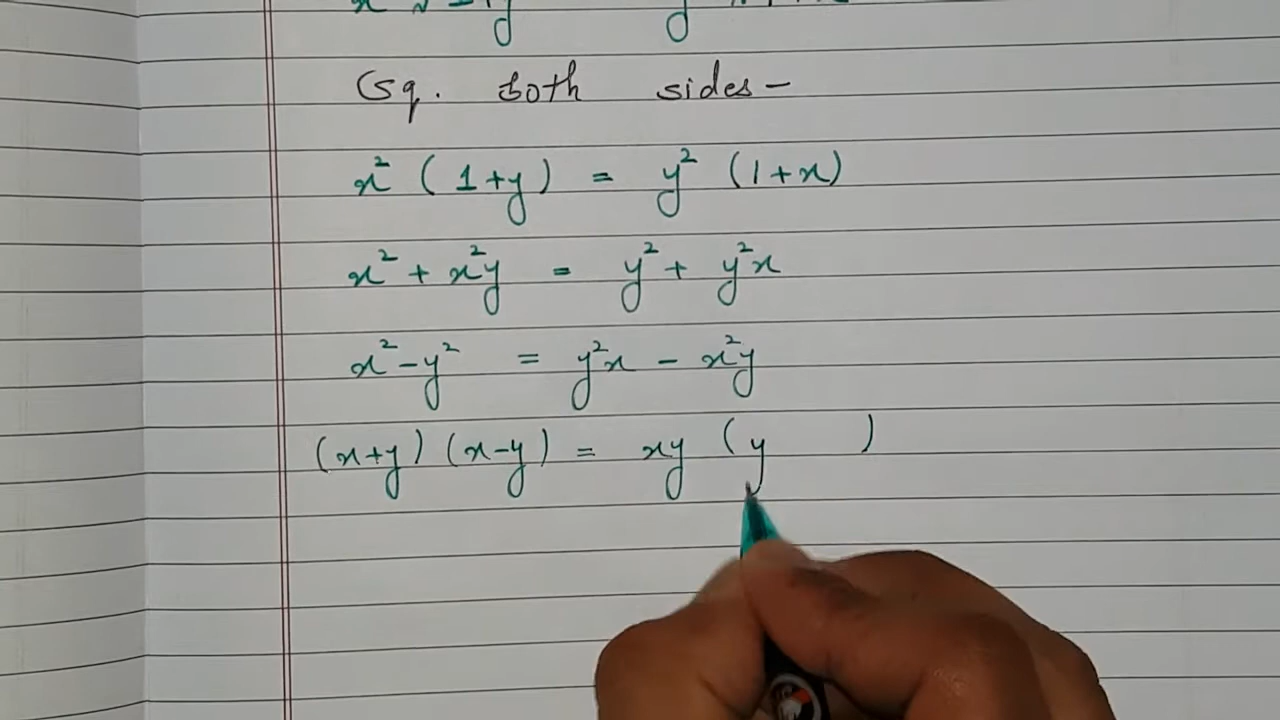 Sq. both sides -
x² (1+y) = y² (1+x)
x² + x²y = y² + y²x
x² - y² = y²x - x²y
(x+y) (x-y) = xy (y )